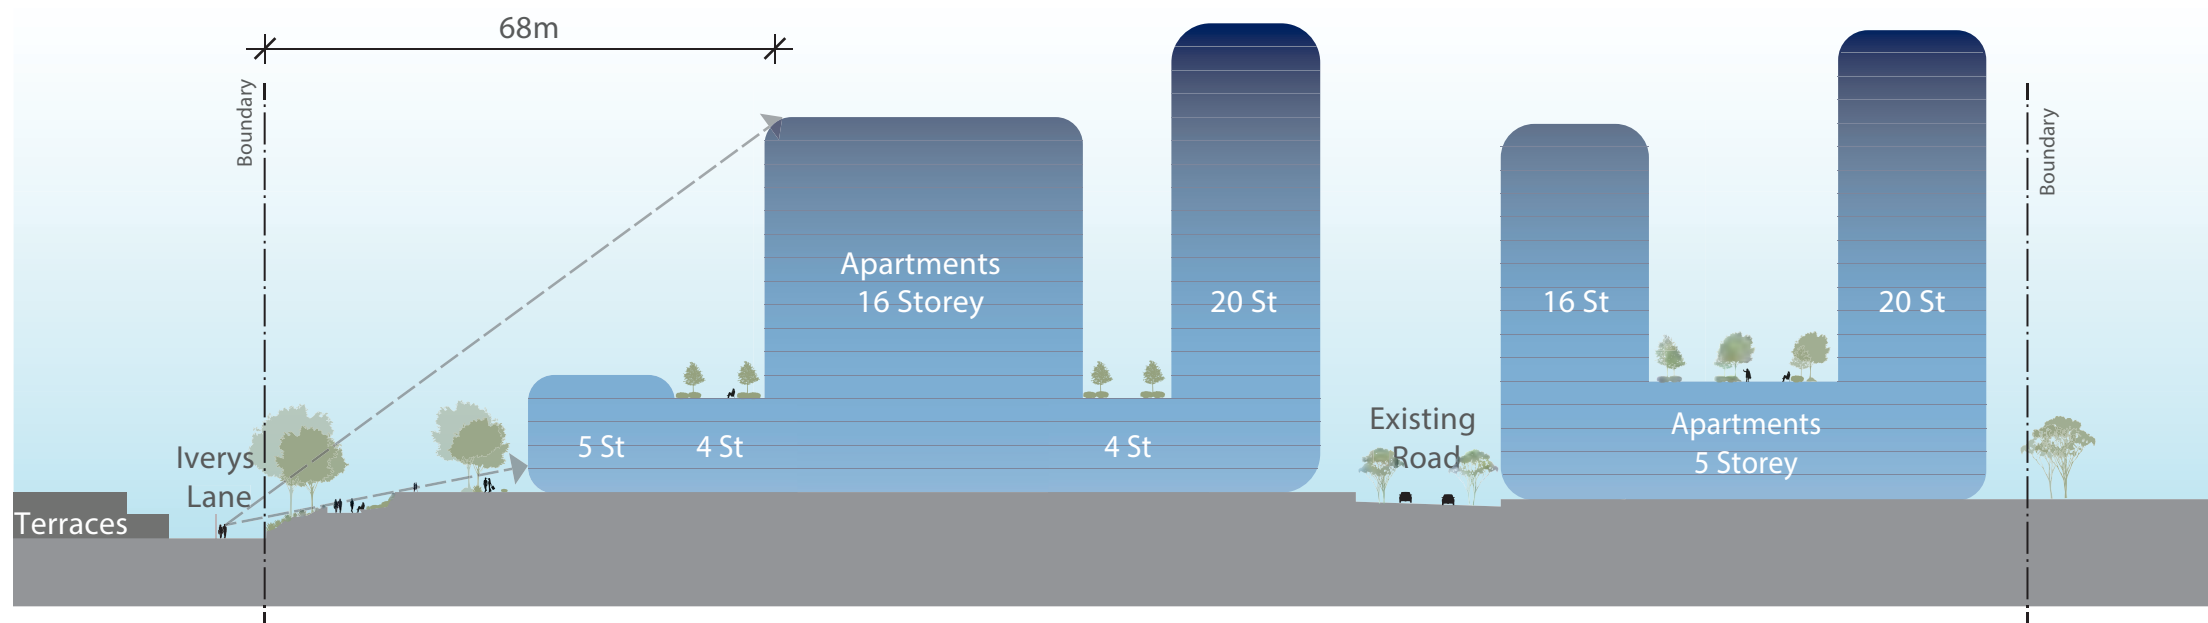 68m
Boundary
Boundary
Apartments
16 Storey
20 St
16 St
20 St
Existing
Road
Apartments
5 Storey
5 St
4 St
4 St
Iverys
Lane
Terraces